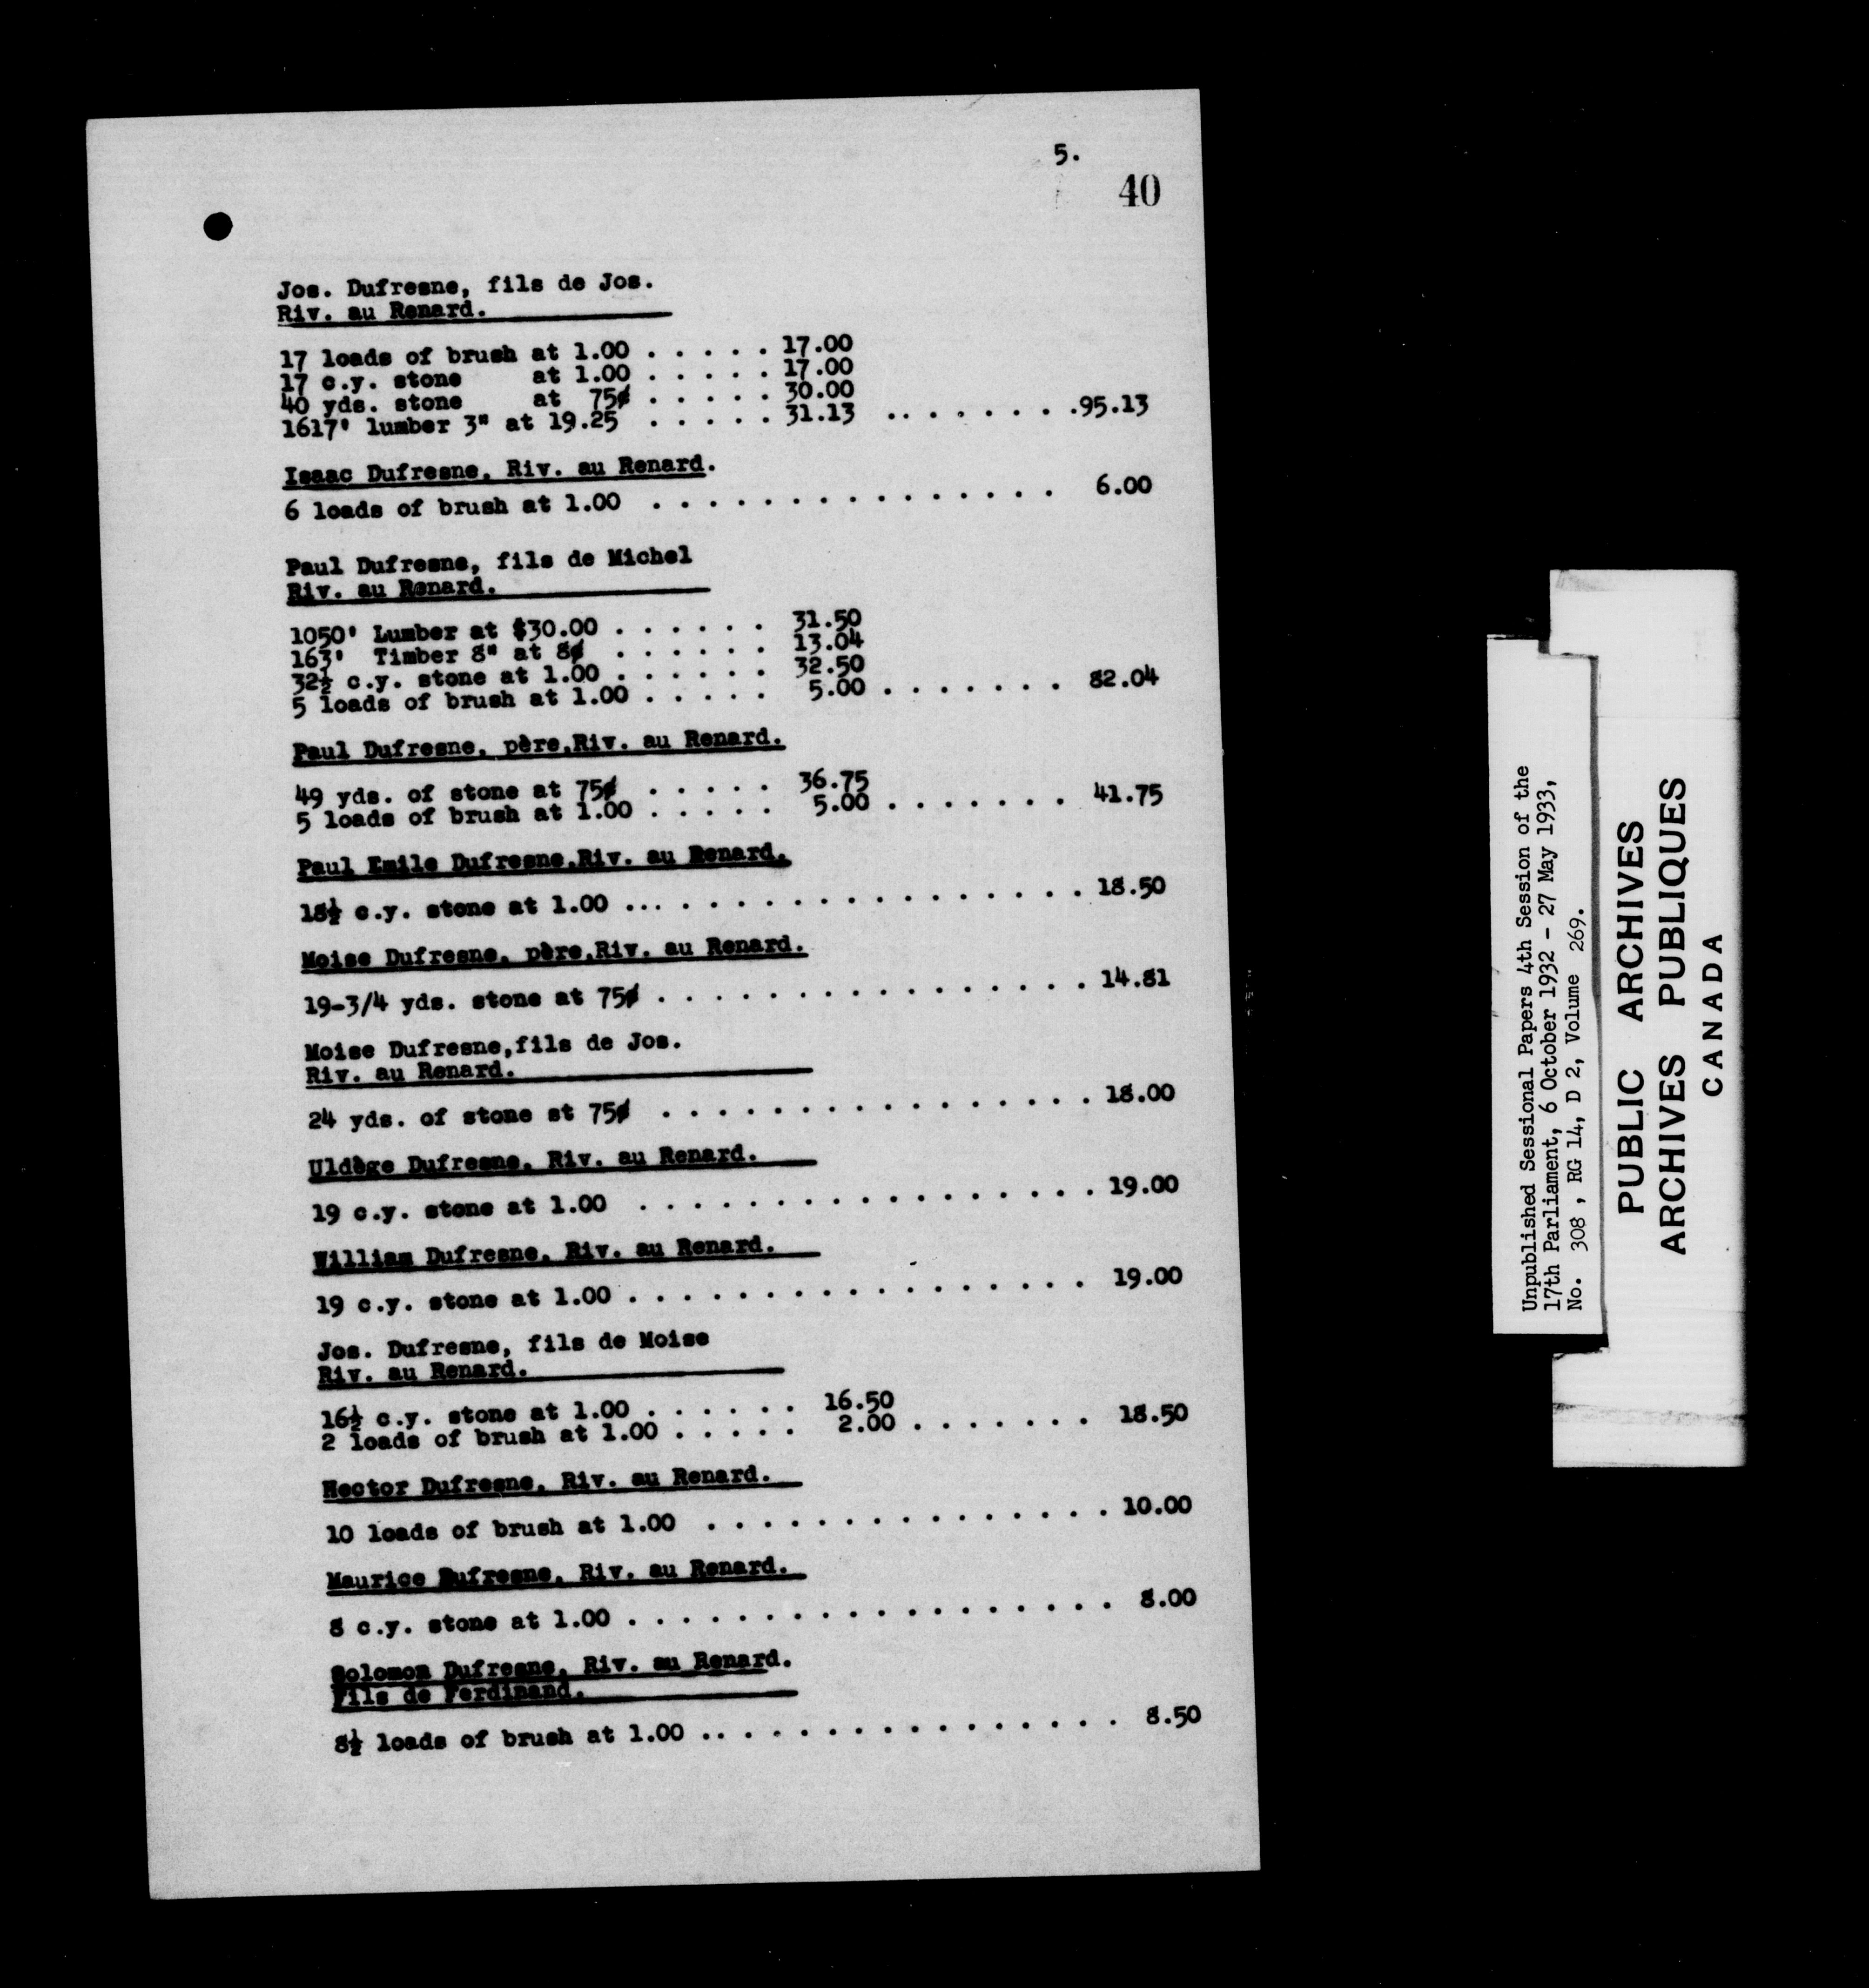 5.
40
Jos. Dufresne, fils de Jos.
Riv. au Renard.
17 loads of brush at 1.00 . . . . . 17.00
17 c.y. stone at 1.00 . . . . . 17.00
40 yds. stone at 75¢ . . . . . 30.00
1617' lumber 3" at 19.25 . . . . . 31.13 .. . . . . . .95.13
Isaac Dufresne, Riv. au Renard.
6 loads of brush at 1.00 . . . . . . . . . . . . . . . 6.00
Paul Dufresne, fils de Michel
Riv. au Renard.
1050' Lumber at $30.00 . . . . . . 31.50
163' Timber 8" at 8¢ . . . . . . 13.04
32½ c.y. stone at 1.00 . . . . . . 32.50
5 loads of brush at 1.00 . . . . . 5.00 . . . . . . . 82.04
Paul Dufresne, père,Riv. au Renard.
49 yds. of stone at 75¢ . . . . . 36.75
5 loads of brush at 1.00 . . . . . 5.00 . . . . . . . 41.75
Paul Emile Dufresne,Riv. au Renard.
18½ c.y. stone at 1.00 ... . . . . . . . . . . . . . . . 18.50
Moise Dufresne, père,Riv. au Renard.
19-3/4 yds. stone at 75¢ . . . . . . . . . . . . . . . . 14.81
Moise Dufresne,fils de Jos.
Riv. au Renard.
24 yds. of stone st 75¢ . . . . . . . . . . . . . . . . 18.00
Uldège Dufresne, Riv. au Renard.
19 c.y. stone at 1.00 . . . . . . . . . . . . . . . . . 19.00
William Dufresne, Riv. au Renard.
19 c.y. stone at 1.00 . . . . . . . . . . . . . . . . . 19.00
Jos. Dufresne, fils de Moise
Riv. au Renard.
16½ c.y. stone at 1.00 . . . . . . 16.50
2 loads of brush at 1.00 . . . . . 2.00 . . . . . . . 18.50
Hector Dufresne, Riv. au Renard.
10 loads of brush at 1.00 . . . . . . . . . . . . . . . 10.00
Maurice Dufresne, Riv. au Renard.
8 c.y. stone at 1.00 . . . . . . . . . . . . . . . . . . 8.00
Solomon Dufresne, Riv. au Renard.
Fils de Ferdinand.
8½ loads of brush at 1.00 .. . . . . . . . . . . . . . . 8.50
Unpublished Sessional Papers 4th Session of the
17th Parliament, 6 October 1932 - 27 May 1933,
No. 308 , RG 14, D 2, Volume 269.
PUBLIC ARCHIVES
ARCHIVES PUBLIQUES
CANADA